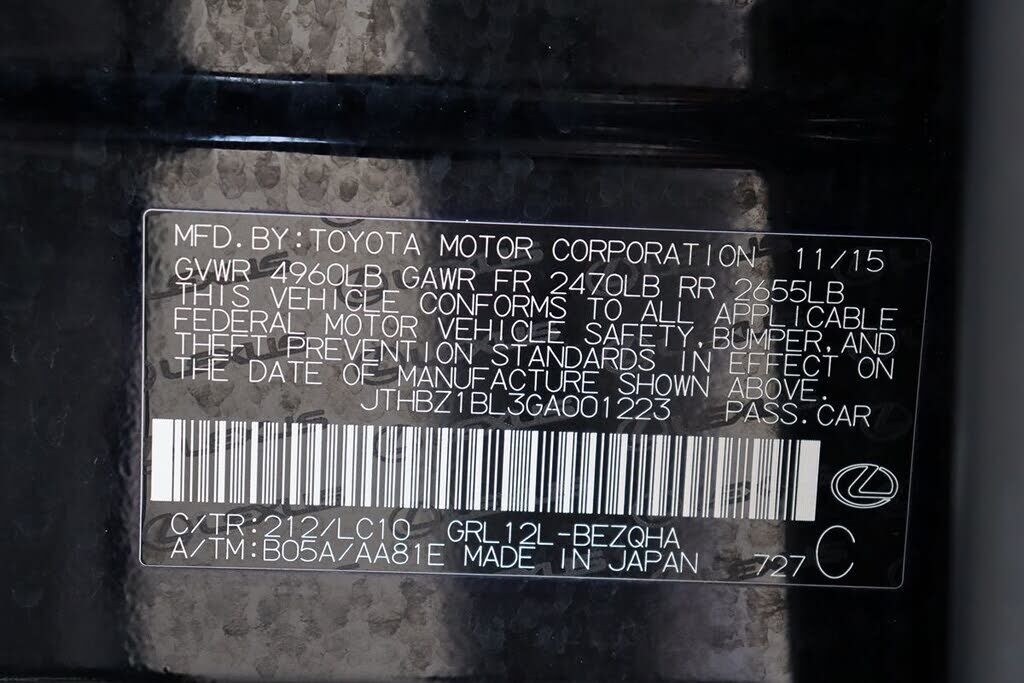 MFD.BY:TOYOTA MOTOR CORPORATION 11/15
GVWR 4960LB GAWR FR 2470LB RR 2655LB
THIS VEHICLE CONFORMS TO ALL APPLICABLE
FEDERAL MOTOR VEHICLE SAFETY,BUMPER,AND
THEFT PREVENTION STANDARDS IN EFFECT ON
THE DATE OF MANUFACTURE SHOWN ABOVE.
JTHBZ1BL3GA001223 PASS.CAR
C/TR:212/LC10 GRL12L-BEZQHA
A/TM:B05A/AA81E MADE IN JAPAN 727 C